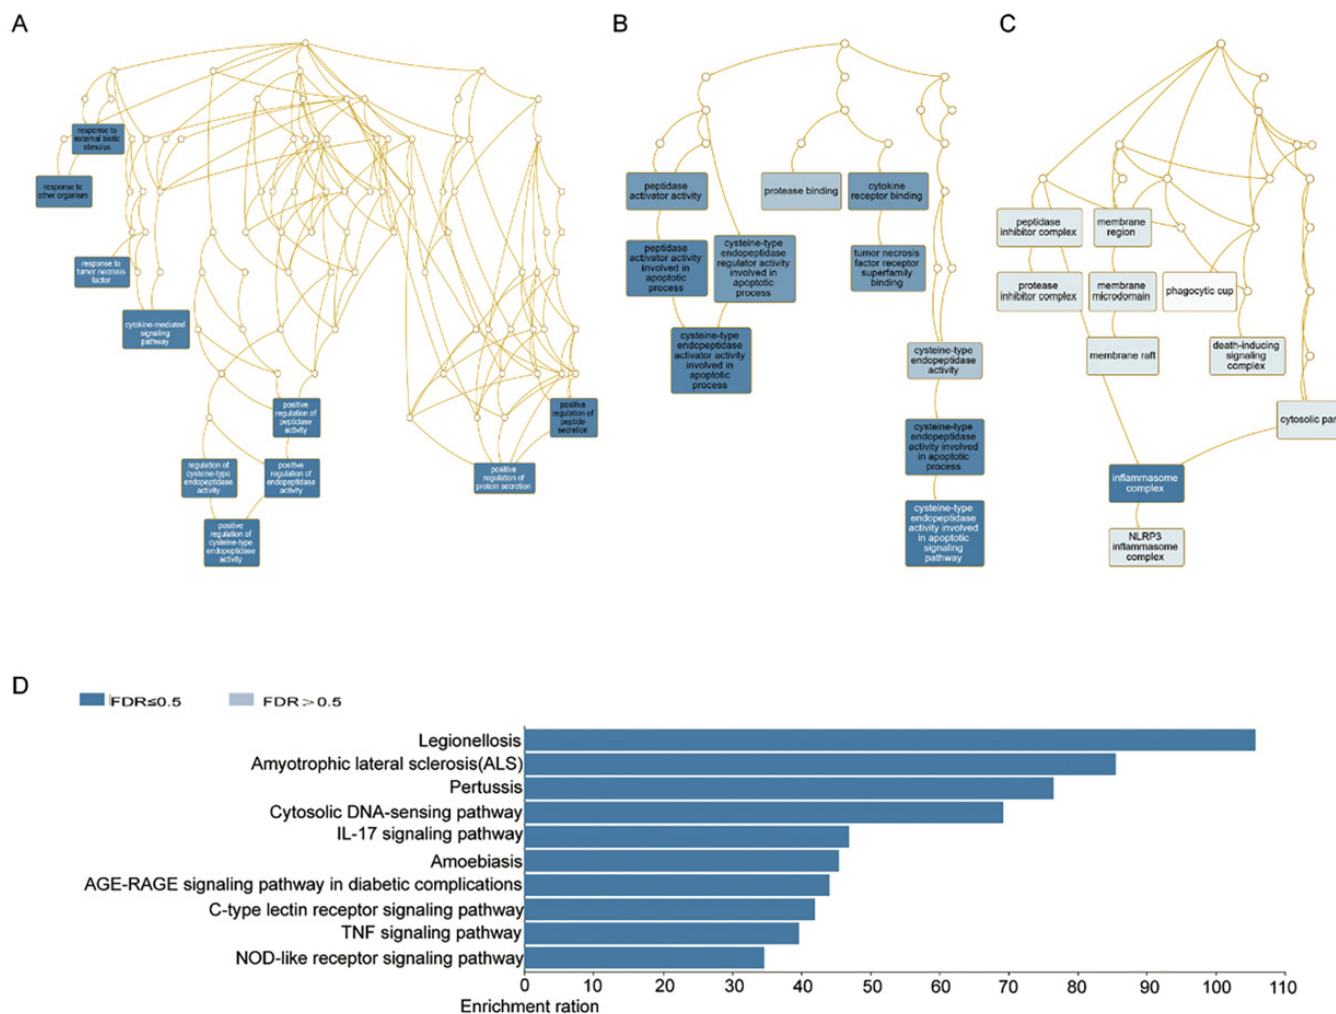 A
B
C
response to
external biotic
stimulus
response to
other organism
response to
tumor necrosis
factor
cytokine-mediated
signaling
pathway
positive
regulation of
peptidase
activity
regulation of
cysteine-type
endopeptidase
activity
positive
regulation of
endopeptidase
activity
positive
regulation of
cysteine-type
endopeptidase
activity
positive
regulation of
peptide
secretion
positive
regulation of
protein secretion
peptidase
activator activity
protease binding
cytokine
receptor binding
peptidase
activator activity
involved in
apoptotic
process
cysteine-type
endopeptidase
regulator activity
involved in
apoptotic
process
tumor necrosis
factor receptor
superfamily
binding
cysteine-type
endopeptidase
activator activity
involved in
apoptotic
process
cysteine-type
endopeptidase
activity
cysteine-type
endopeptidase
activity involved
in apoptotic
process
cysteine-type
endopeptidase
activity involved
in apoptotic
signaling
pathway
peptidase
inhibitor complex
membrane
region
protease
inhibitor complex
membrane
microdomain
phagocytic cup
membrane raft
death-inducing
signaling
complex
cytosolic par
inflammasome
complex
NLRP3
inflammasome
complex
D
FDR≤0.5
FDR>0.5
Legionellosis
Amyotrophic lateral sclerosis(ALS)
Pertussis
Cytosolic DNA-sensing pathway
IL-17 signaling pathway
Amoebiasis
AGE-RAGE signaling pathway in diabetic complications
C-type lectin receptor signaling pathway
TNF signaling pathway
NOD-like receptor signaling pathway
0 10 20 30 40 50 60 70 80 90 100 110
Enrichment ration